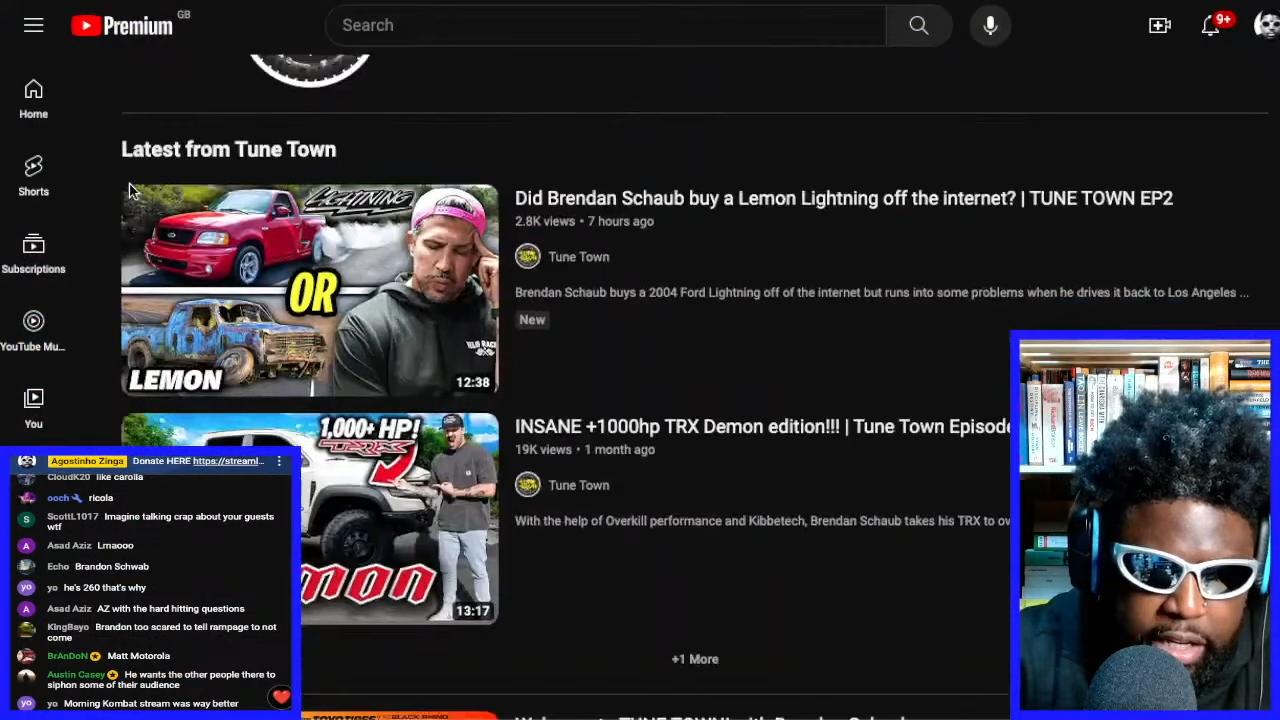 Premium GB
Search
9+
Home
Shorts
Subscriptions
YouTube Mu...
You
Latest from Tune Town
LIGHTNING
OR
LEMON
12:38
Did Brendan Schaub buy a Lemon Lightning off the internet? | TUNE TOWN EP2
2.8K views • 7 hours ago
Tune Town
Brendan Schaub buys a 2004 Ford Lightning off of the internet but runs into some problems when he drives it back to Los Angeles ...
New
1,000+ HP!
TRX
13:17
INSANE +1000hp TRX Demon edition!!! | Tune Town Episode
19K views • 1 month ago
Tune Town
With the help of Overkill performance and Kibbetech, Brendan Schaub takes his TRX to ov
+1 More
Agostinho Zinga Donate HERE https://streaml...
CloudK20 like carolla
ooch ricola
ScottL1017 Imagine talking crap about your guests
wtf
Asad Aziz Lmaooo
Echo Brandon Schwab
yo he's 260 that's why
Asad Aziz AZ with the hard hitting questions
KingBayo Brandon too scared to tell rampage to not
come
BrAnDoN Matt Motorola
Austin Casey He wants the other people there to
siphon some of their audience
yo Morning Kombat stream was way better